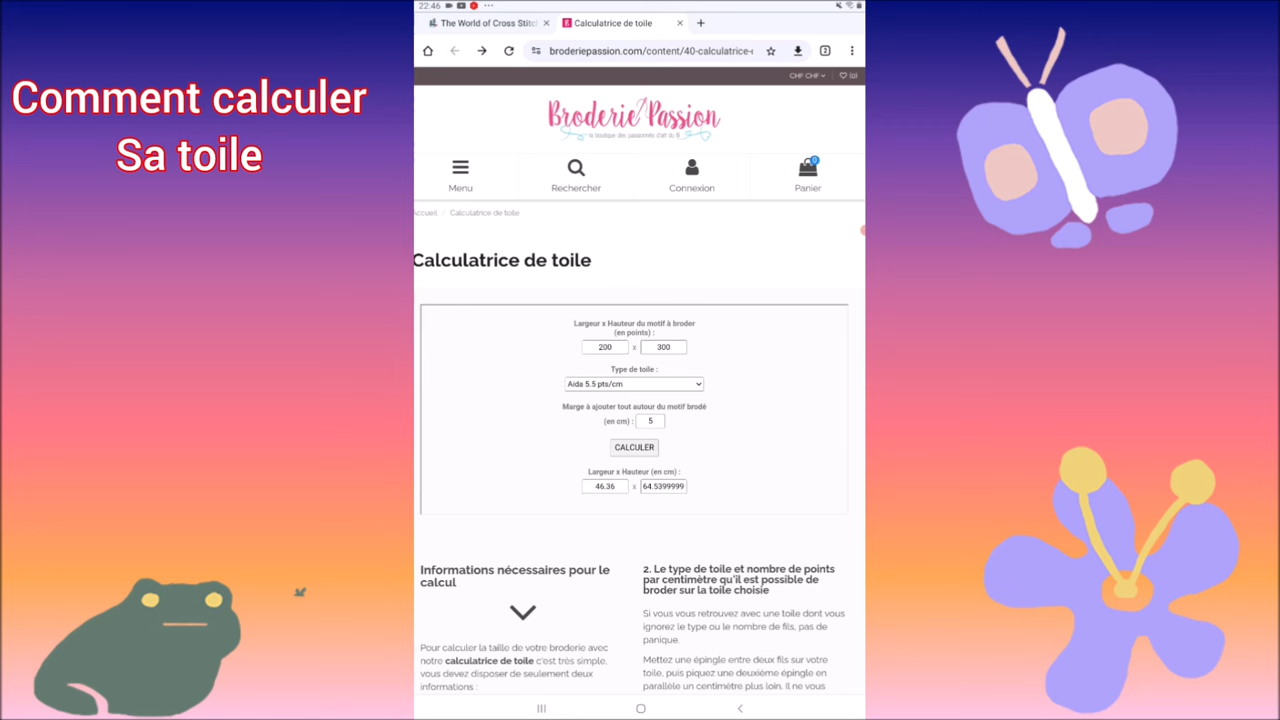 Comment calculer
Sa toile
22:46
The World of Cross Stitc
Calculatrice de toile
broderiepassion.com/content/40-calculatrice-
CHF CHF
(0)
Broderie Passion
la boutique des passionnés d'art du fil
0
Menu
Rechercher
Connexion
Panier
Accueil / Calculatrice de toile
Calculatrice de toile
Largeur x Hauteur du motif à broder
(en points) :
200 x 300
Type de toile :
Aida 5.5 pts/cm
Marge à ajouter tout autour du motif brodé
(en cm) : 5
CALCULER
Largeur x Hauteur (en cm) :
46.36 x 64.5399999
Informations nécessaires pour le
calcul
Pour calculer la taille de votre broderie avec
notre calculatrice de toile c'est très simple,
vous devez disposer de seulement deux
informations :
2. Le type de toile et nombre de points
par centimètre qu'il est possible de
broder sur la toile choisie
Si vous vous retrouvez avec une toile dont vous
ignorez le type ou le nombre de fils, pas de
panique.
Mettez une épingle entre deux fils sur votre
toile, puis piquez une deuxième épingle en
parallèle un centimètre plus loin. Il ne vous